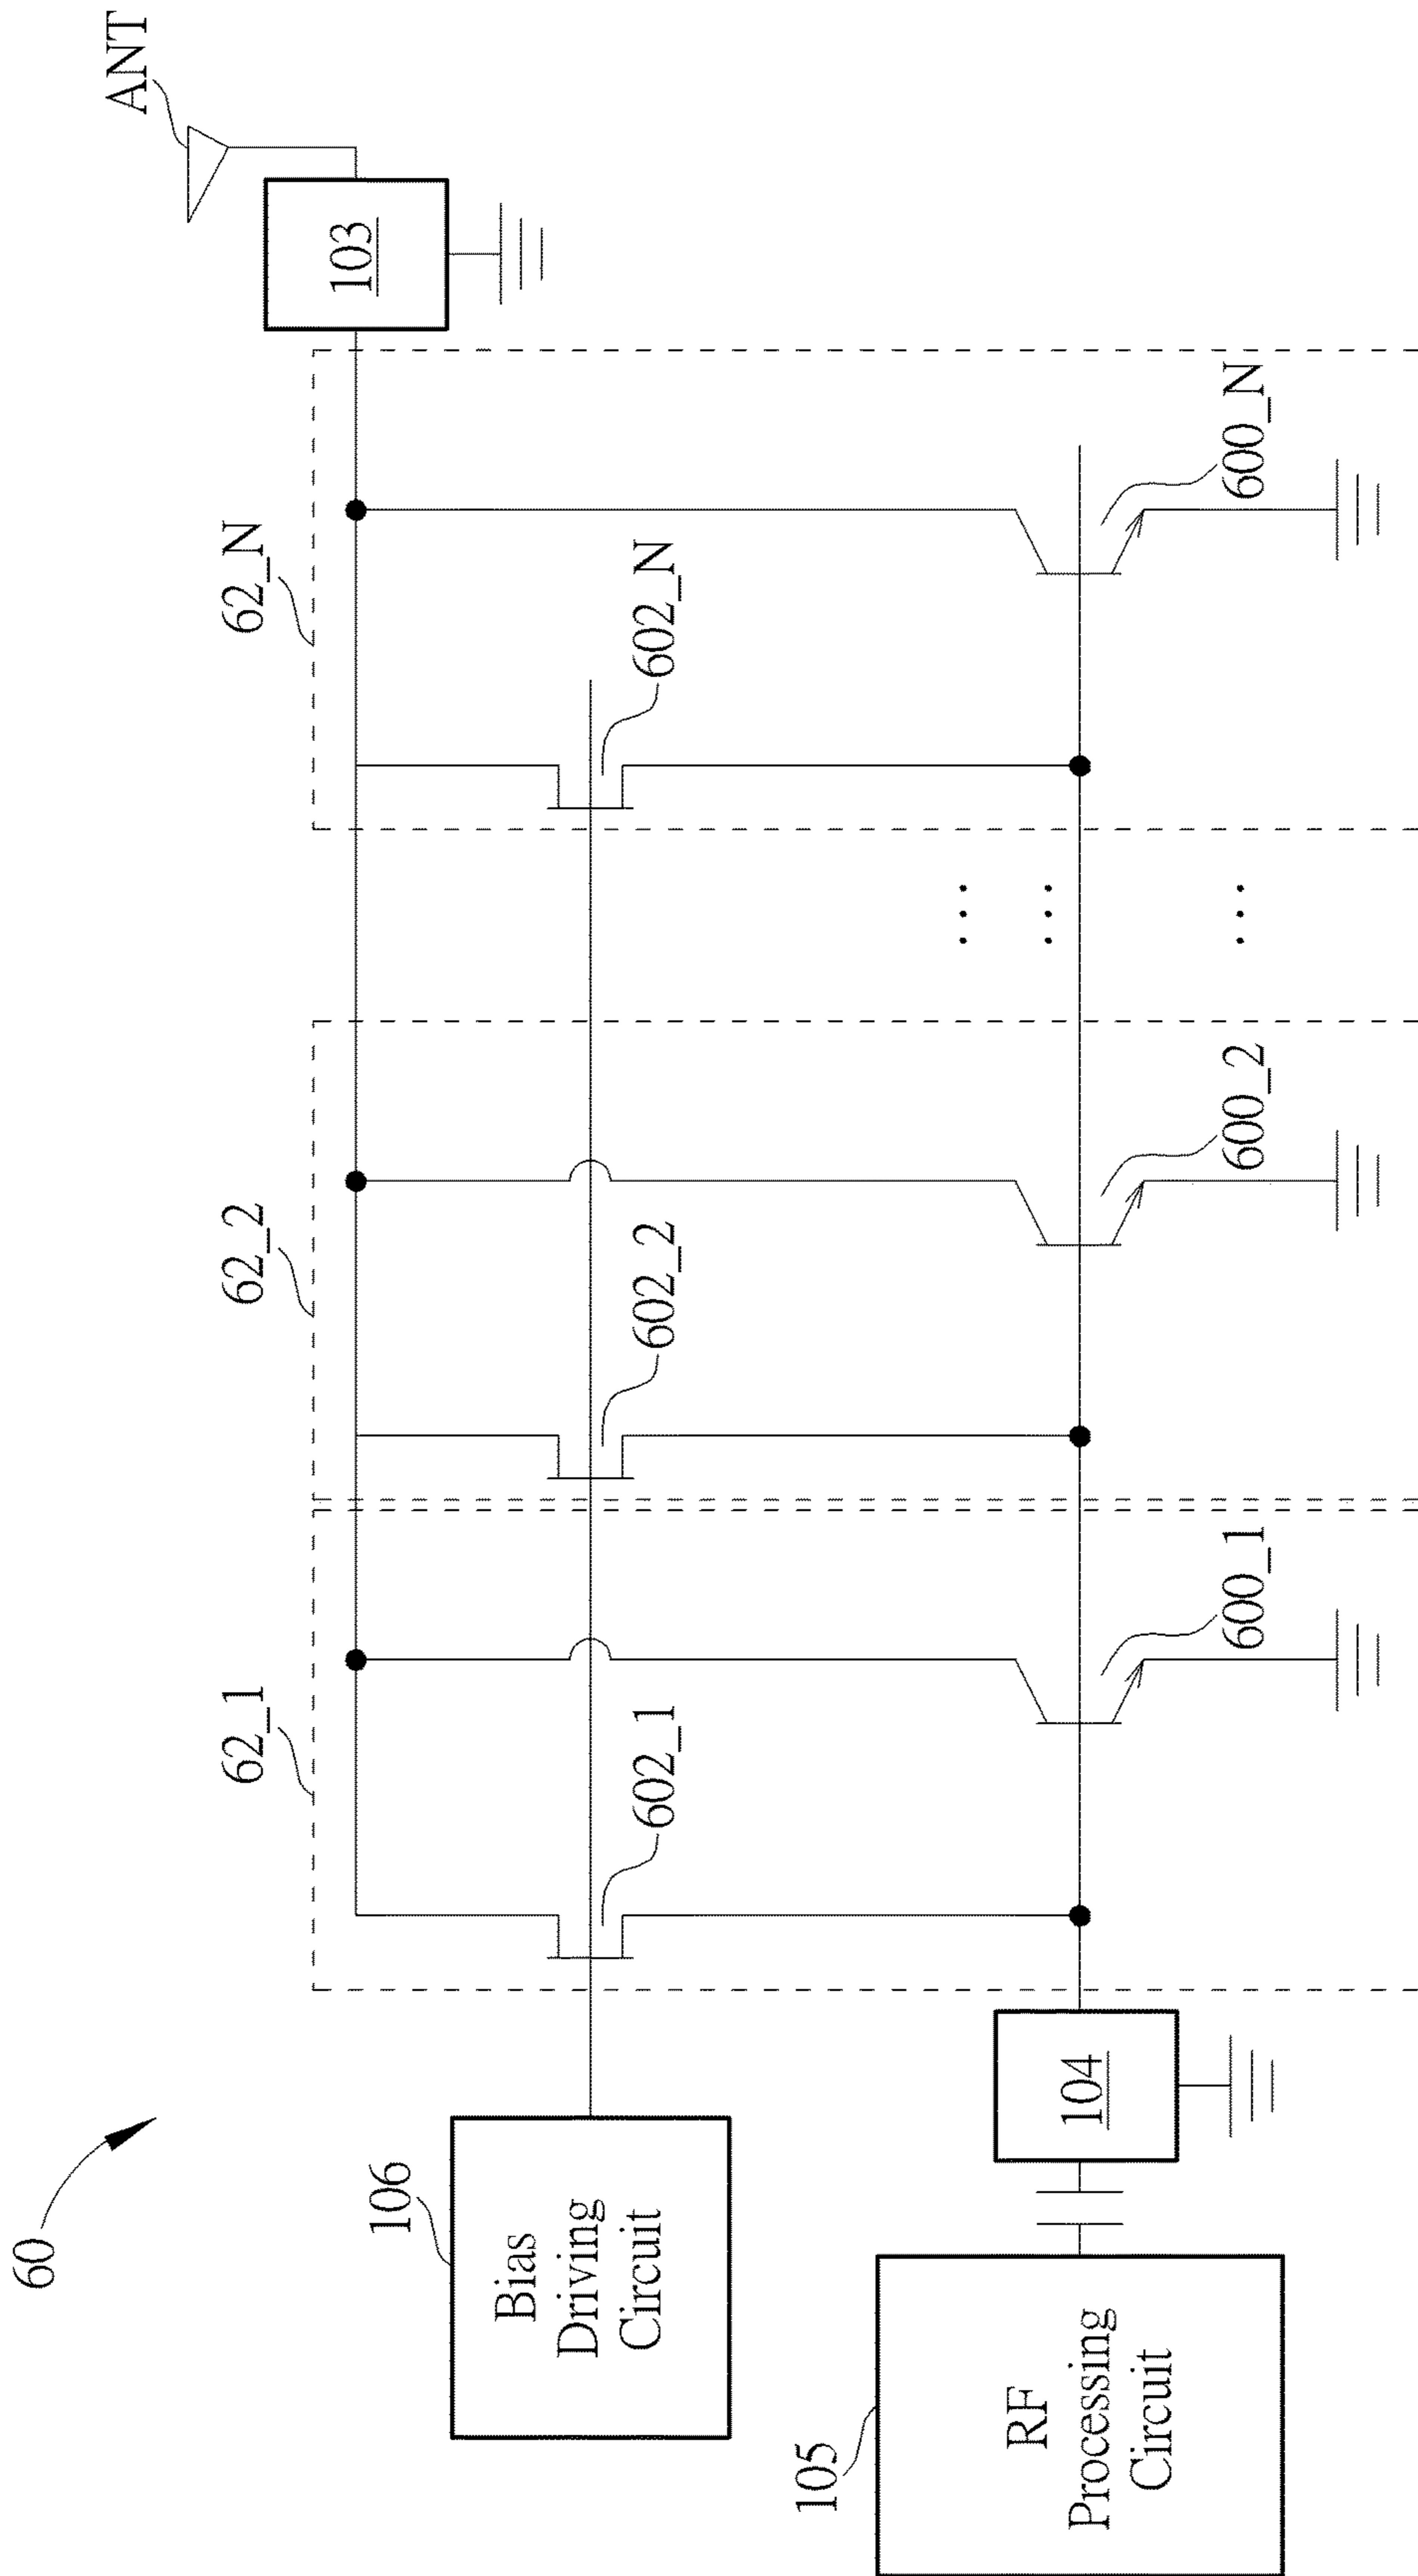 60
62_1
62_2
62_N
ANT
103
106
Bias
Driving
Circuit
602_1
602_2
602_N
105
RF
Processing
Circuit
104
600_1
600_2
600_N